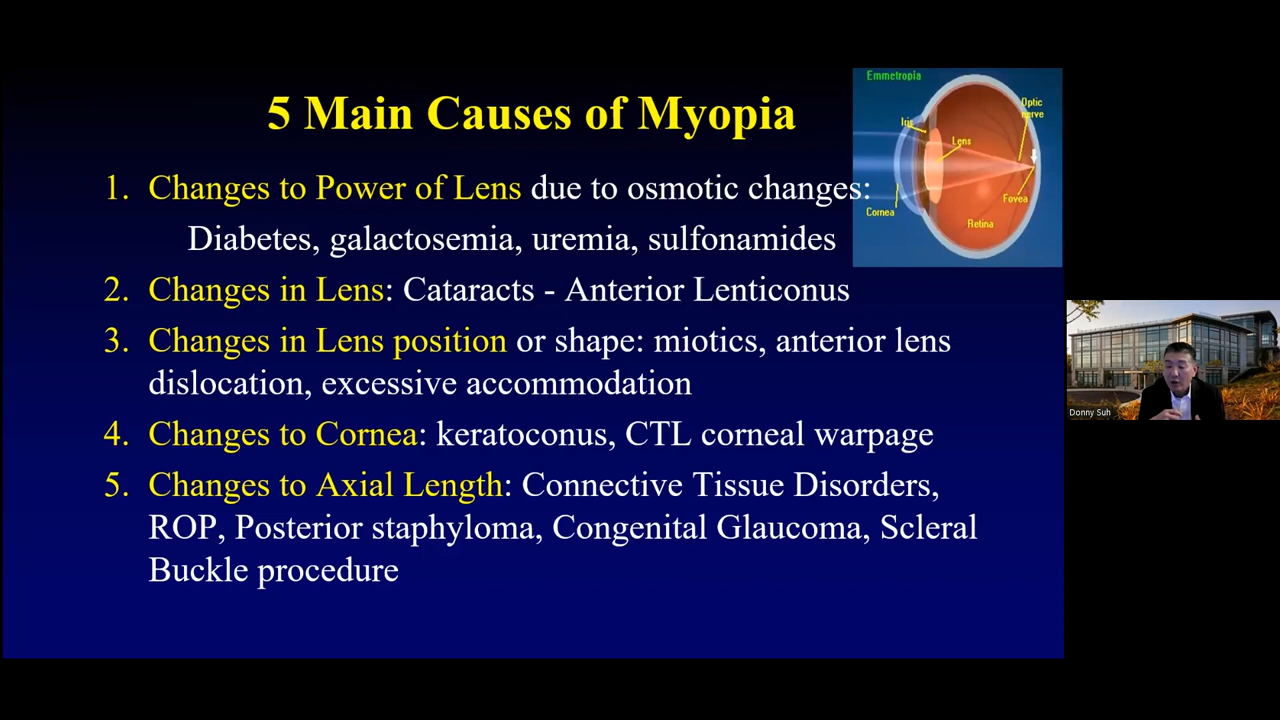 5 Main Causes of Myopia
1. Changes to Power of Lens due to osmotic changes:
Diabetes, galactosemia, uremia, sulfonamides
2. Changes in Lens: Cataracts - Anterior Lenticonus
3. Changes in Lens position or shape: miotics, anterior lens
dislocation, excessive accommodation
4. Changes to Cornea: keratoconus, CTL corneal warpage
5. Changes to Axial Length: Connective Tissue Disorders,
ROP, Posterior staphyloma, Congenital Glaucoma, Scleral
Buckle procedure
Emmetropia
Optic
nerve
Iris
Lens
Fovea
Cornea
Retina
Donny Suh